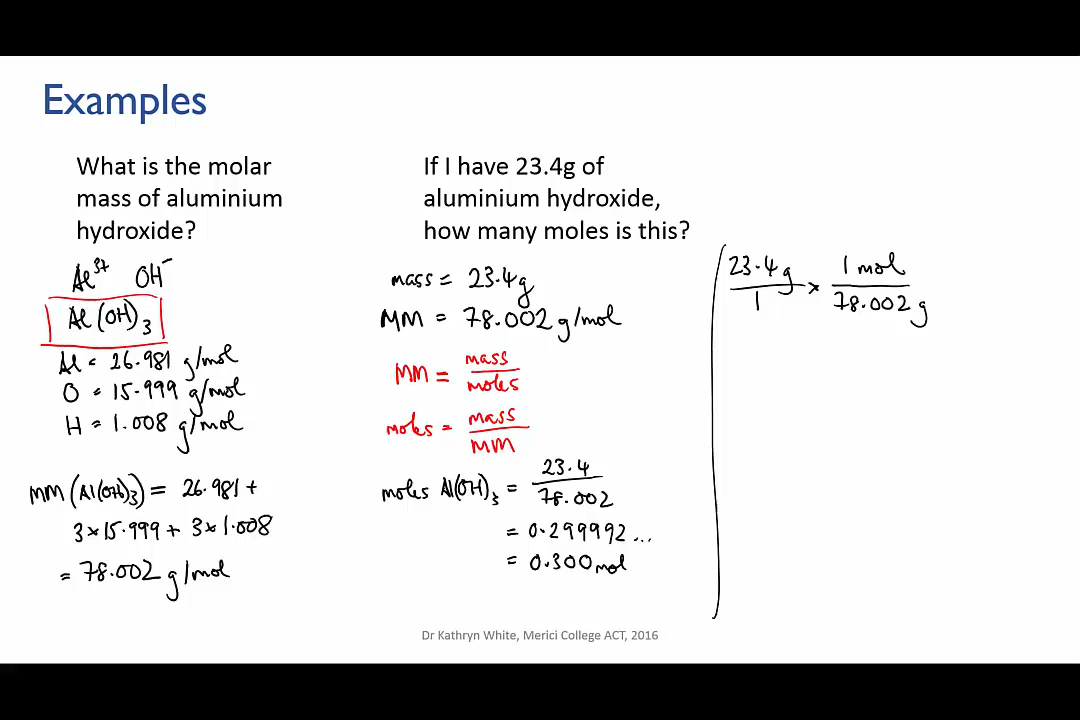 Examples
What is the molar
mass of aluminium
hydroxide?
Al³⁺ OH⁻
Al(OH)₃
Al = 26.981 g/mol
O = 15.999 g/mol
H = 1.008 g/mol
MM (Al(OH)₃) = 26.981 +
3×15.999 + 3×1.008
= 78.002 g/mol
If I have 23.4g of
aluminium hydroxide,
how many moles is this?
mass = 23.4g
MM = 78.002 g/mol
MM = mass/moles
moles = mass/MM
moles Al(OH)₃ = 23.4/78.002
= 0.299992...
= 0.300 mol
23.4g/1 × 1 mol/78.002 g
Dr Kathryn White, Merici College ACT, 2016